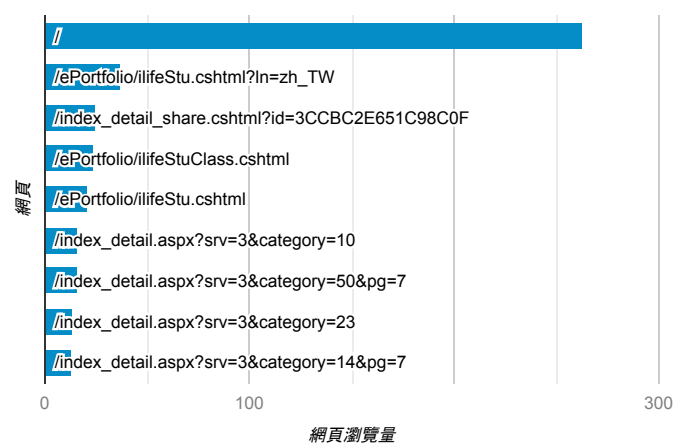 /
/ePortfolio/ilifeStu.cshtml?ln=zh_TW
/index_detail_share.cshtml?id=3CCBC2E651C98C0F
/ePortfolio/ilifeStuClass.cshtml
/ePortfolio/ilifeStu.cshtml
/index_detail.aspx?srv=3&category=10
/index_detail.aspx?srv=3&category=50&pg=7
/index_detail.aspx?srv=3&category=23
/index_detail.aspx?srv=3&category=14&pg=7
網頁
0 100 300
網頁瀏覽量